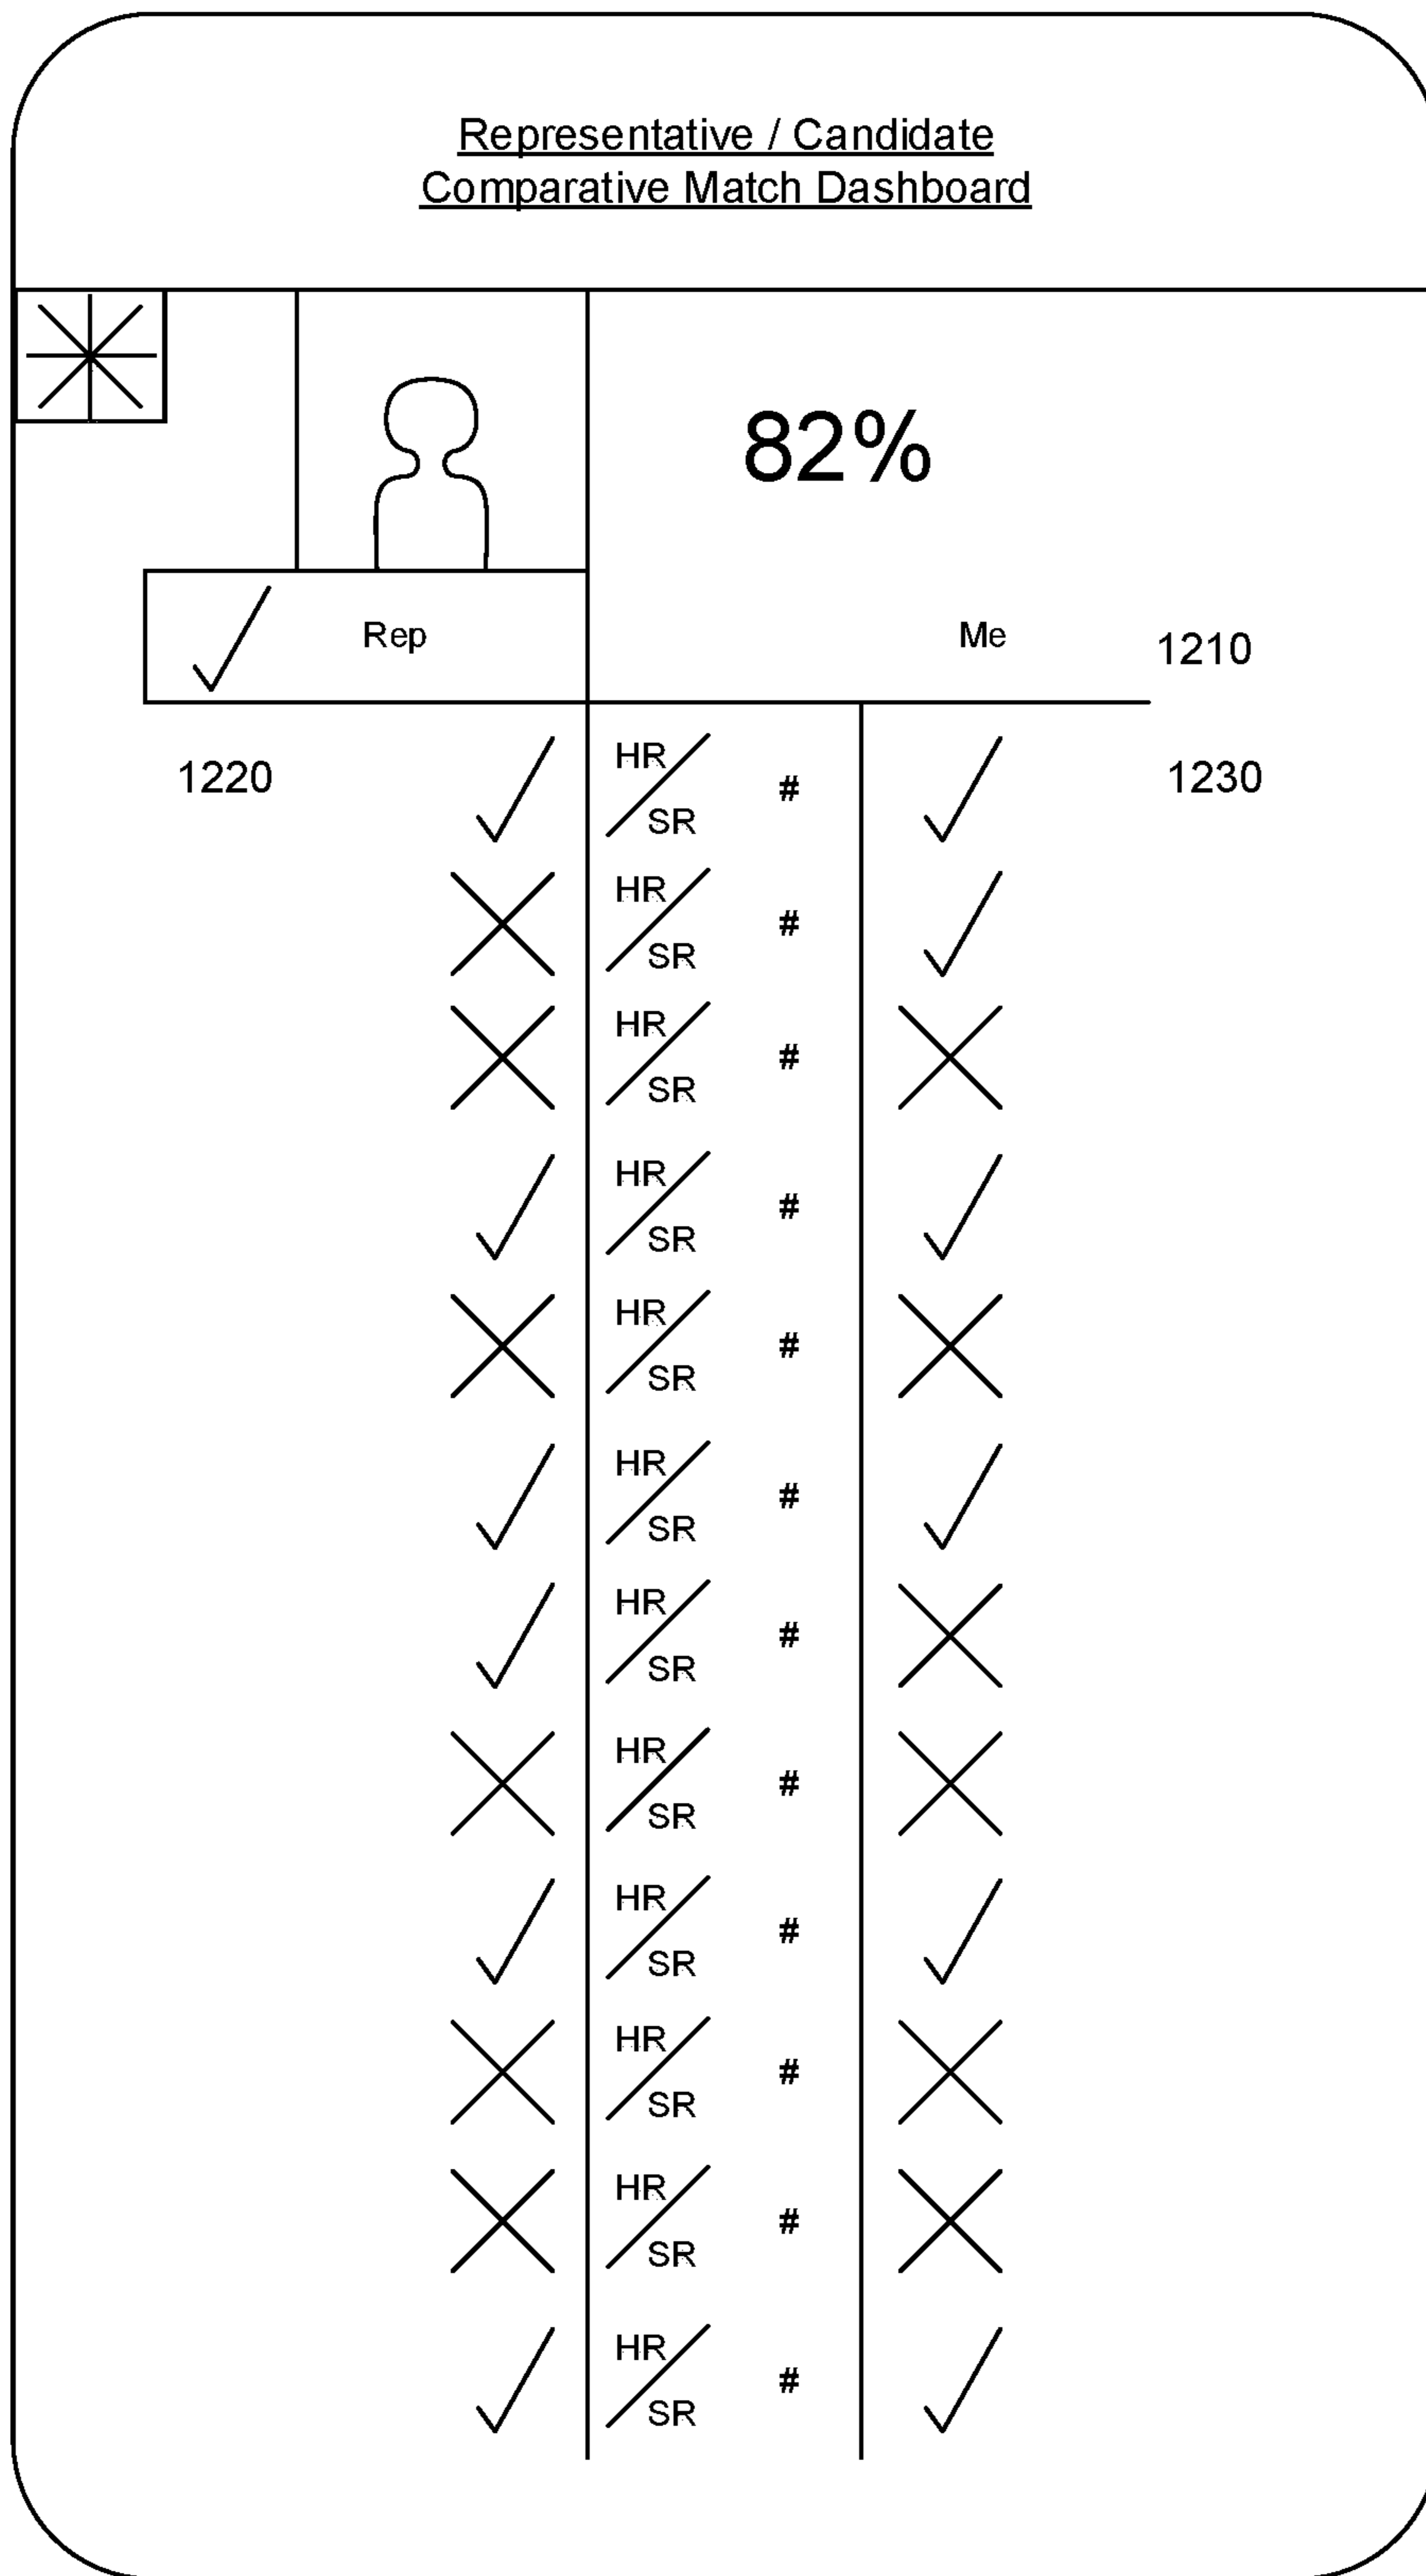 Representative / Candidate
Comparative Match Dashboard
82%
Rep
Me
1210
1220
1230
HR
SR
#
HR
SR
#
HR
SR
#
HR
SR
#
HR
SR
#
HR
SR
#
HR
SR
#
HR
SR
#
HR
SR
#
HR
SR
#
HR
SR
#
HR
SR
#